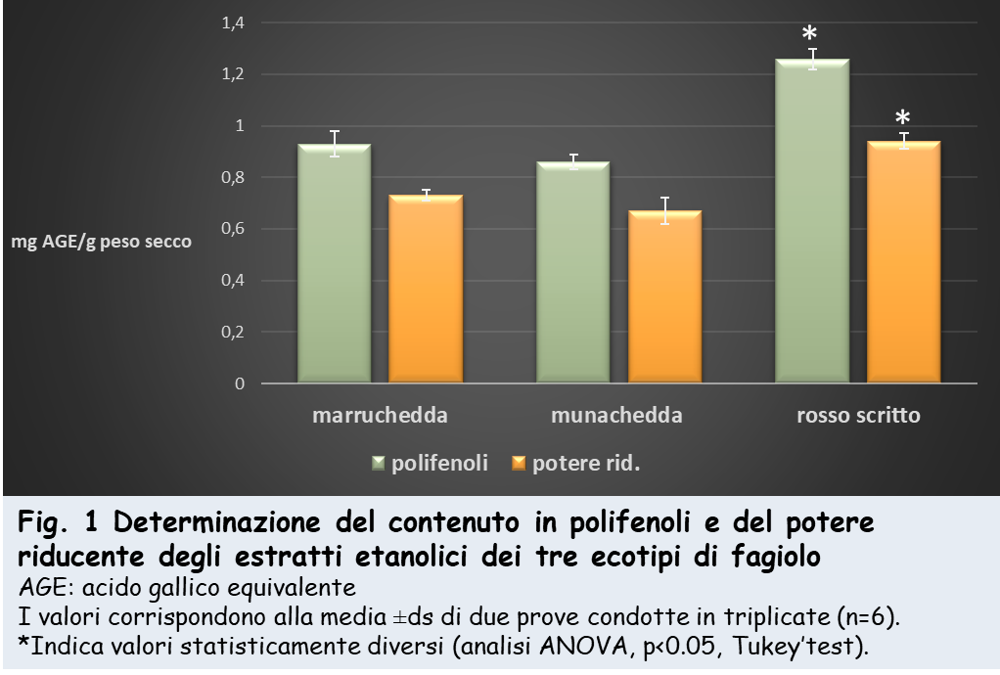 1,4
*
1,2
*
1
0,8
0,6
mg AGE/g peso secco
0,4
0,2
0
marruchedda munachedda rosso scritto
polifenoli potere rid.
Fig. 1 Determinazione del contenuto in polifenoli e del potere
riducente degli estratti etanolici dei tre ecotipi di fagiolo
AGE: acido gallico equivalente
I valori corrispondono alla media ±ds di due prove condotte in triplicate (n=6).
*Indica valori statisticamente diversi (analisi ANOVA, p<0.05, Tukey’test).